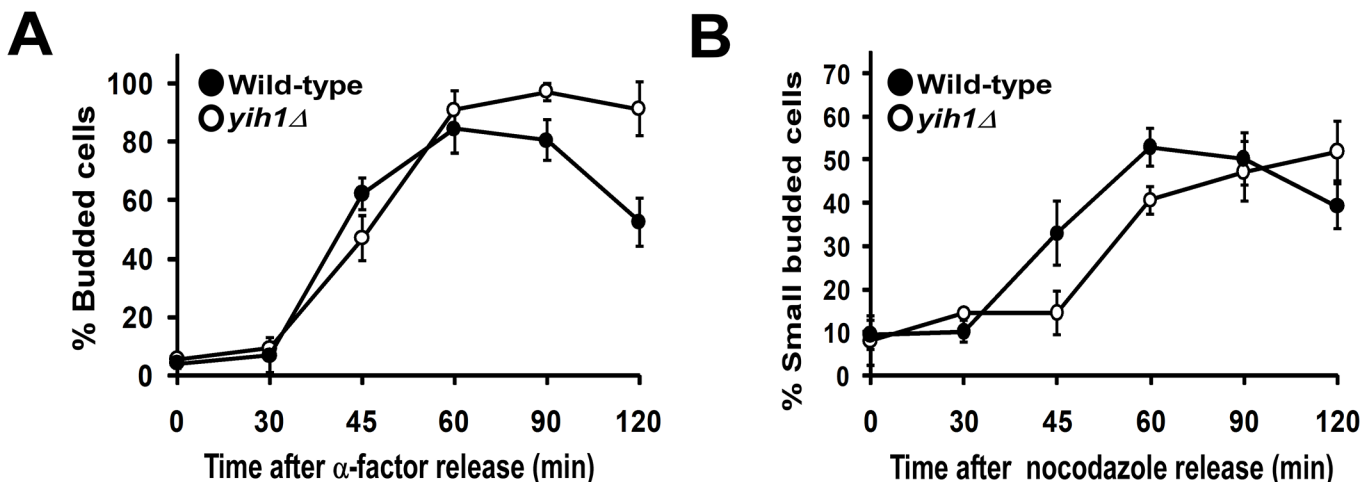 A
% Budded cells
100
80
60
40
20
0
Wild-type
yih1Δ
0 30 45 60 90 120
Time after α-factor release (min)
B
% Small budded cells
70
60
50
40
30
20
10
0
Wild-type
yih1Δ
0 30 45 60 90 120
Time after nocodazole release (min)